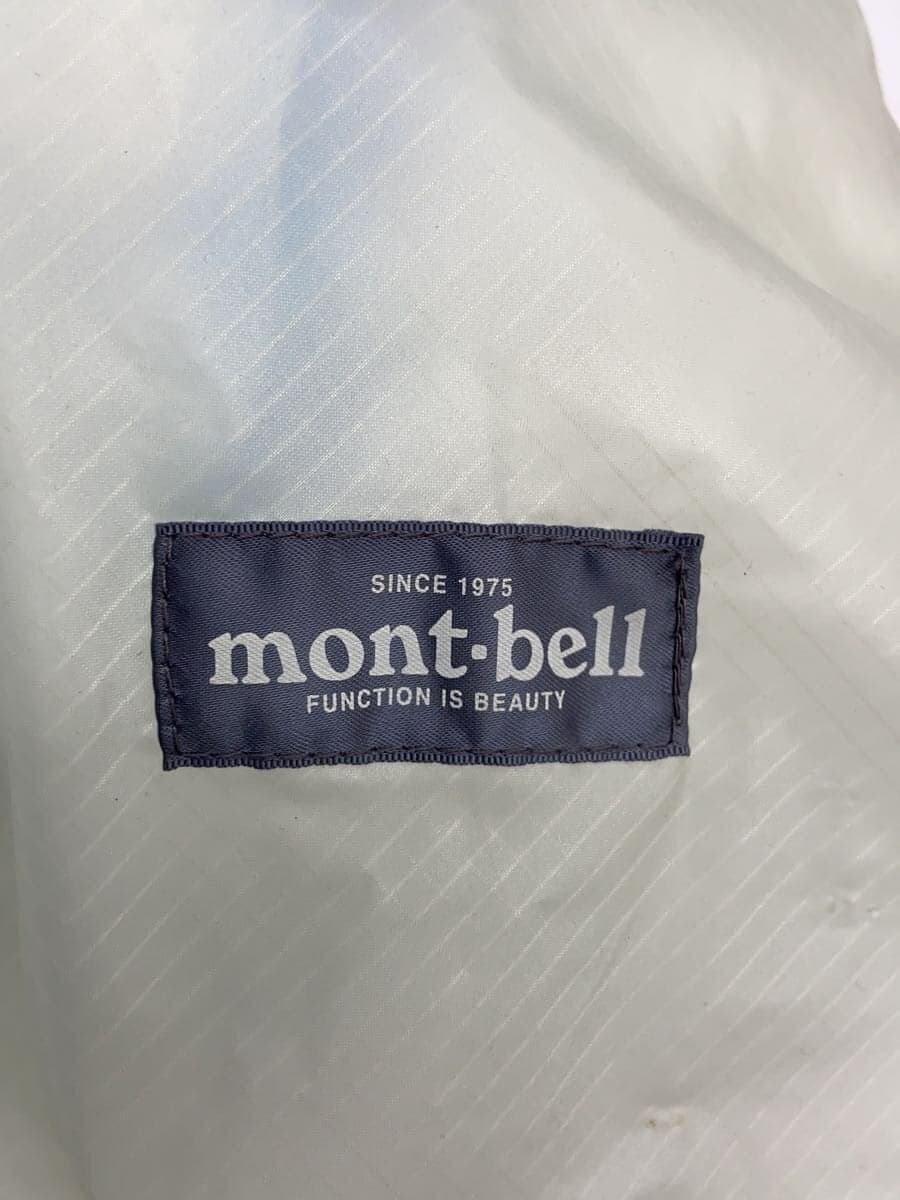 SINCE 1975
mont-bell
FUNCTION IS BEAUTY